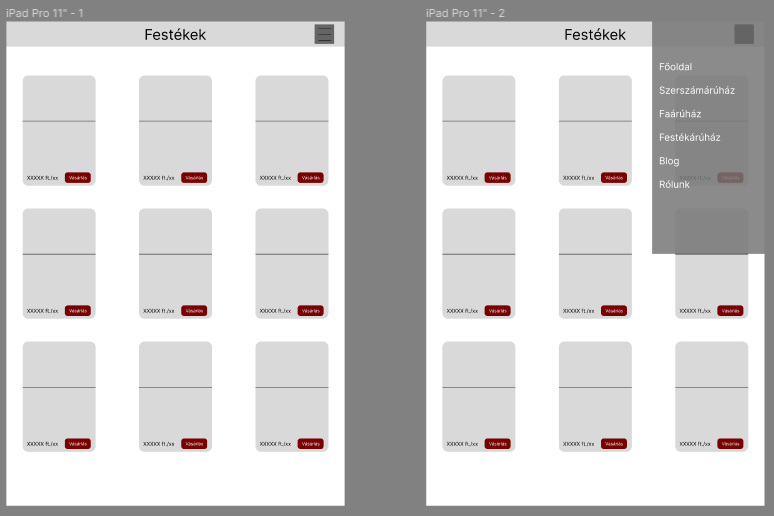 iPad Pro 11" - 1
Festékek
XXXXX ft./xx Vásárlás XXXXX ft./xx Vásárlás XXXXX ft./xx Vásárlás
XXXXX ft./xx Vásárlás XXXXX ft./xx Vásárlás XXXXX ft./xx Vásárlás
XXXXX ft./xx Vásárlás XXXXX ft./xx Vásárlás XXXXX ft./xx Vásárlás
iPad Pro 11" - 2
Festékek
Főoldal
Szerszámárúház
Faárúház
Festékárúház
Blog
Rólunk
XXXXX ft./xx Vásárlás XXXXX ft./xx Vásárlás
XXXXX ft./xx Vásárlás XXXXX ft./xx Vásárlás XXXXX ft./xx Vásárlás
XXXXX ft./xx Vásárlás XXXXX ft./xx Vásárlás XXXXX ft./xx Vásárlás